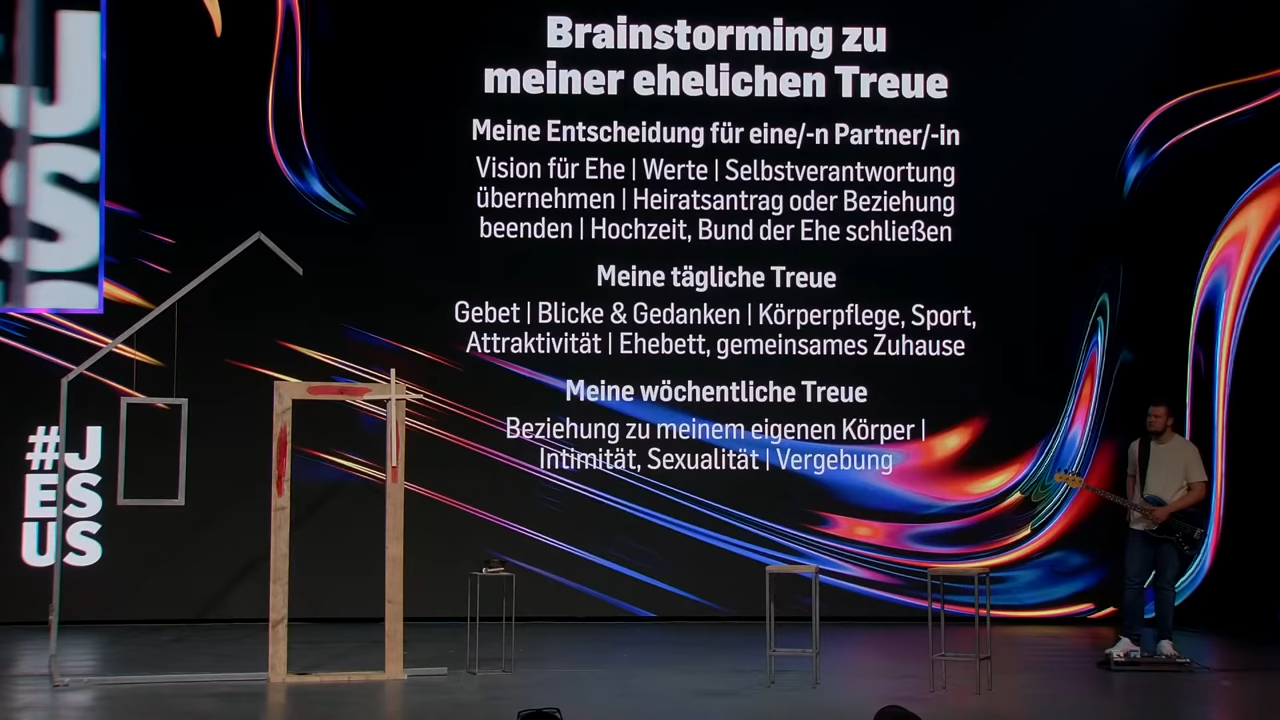 Brainstorming zu
meiner ehelichen Treue
Meine Entscheidung für eine/-n Partner/-in
Vision für Ehe | Werte | Selbstverantwortung
übernehmen | Heiratsantrag oder Beziehung
beenden | Hochzeit, Bund der Ehe schließen
Meine tägliche Treue
Gebet | Blicke & Gedanken | Körperpflege, Sport,
Attraktivität | Ehebett, gemeinsames Zuhause
Meine wöchentliche Treue
Beziehung zu meinem eigenen Körper |
Intimität, Sexualität | Vergebung
J
S
#J
ES
US